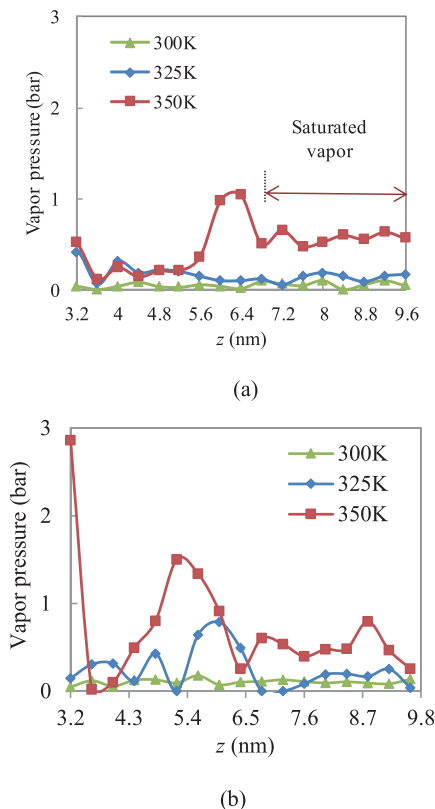 3
2
1
0
Vapor pressure (bar)
300K
325K
350K
Saturated
vapor
3.2 4 4.8 5.6 6.4 7.2 8 8.8 9.6
z (nm)
(a)
3
2
1
0
Vapor pressure (bar)
300K
325K
350K
3.2 4.3 5.4 6.5 7.6 8.7 9.8
z (nm)
(b)